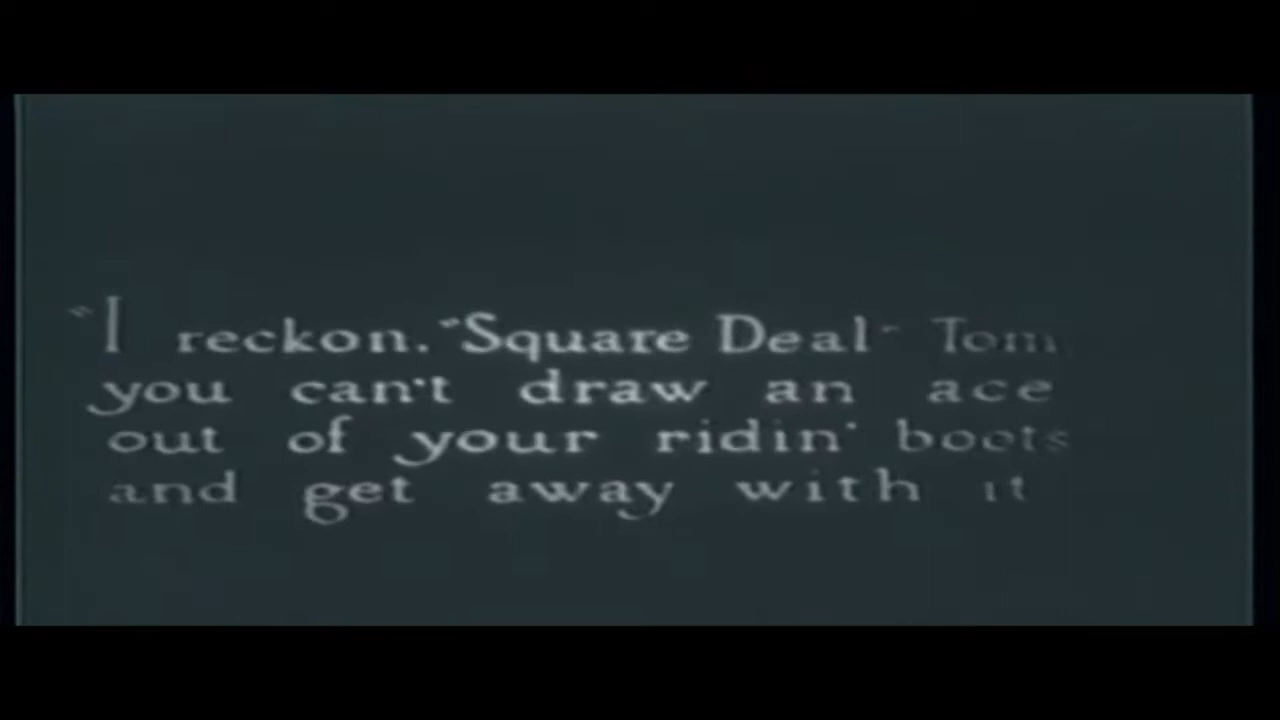 "I reckon. "Square Deal" Tom,
you can't draw an ace
out of your ridin' boots
and get away with it